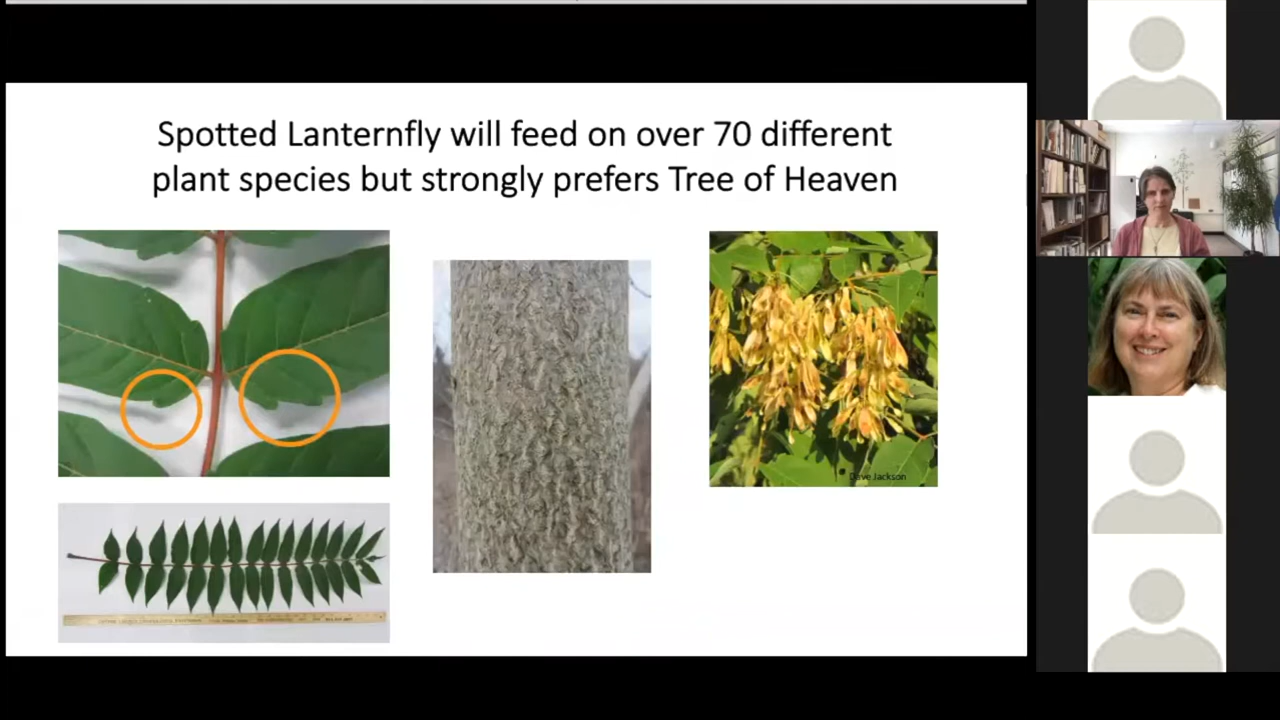 Spotted Lanternfly will feed on over 70 different
plant species but strongly prefers Tree of Heaven
Dave Jackson